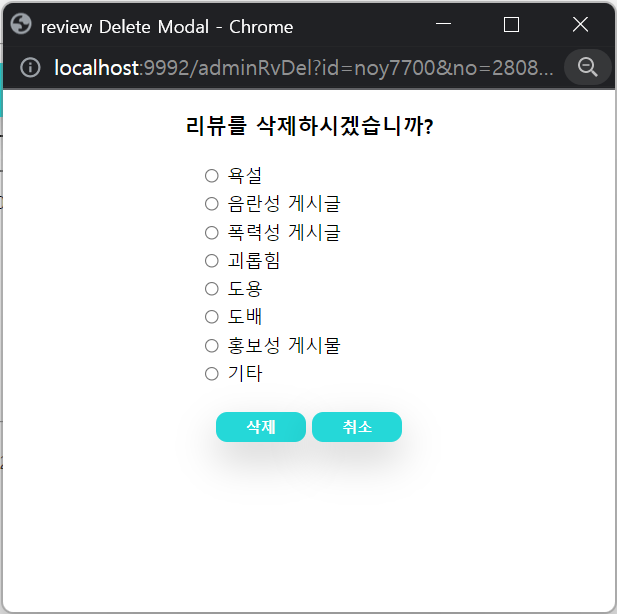 review Delete Modal - Chrome
localhost:9992/adminRvDel?id=noy7700&no=2808...
리뷰를 삭제하시겠습니까?
욕설
음란성 게시글
폭력성 게시글
괴롭힘
도용
도배
홍보성 게시물
기타
삭제 취소